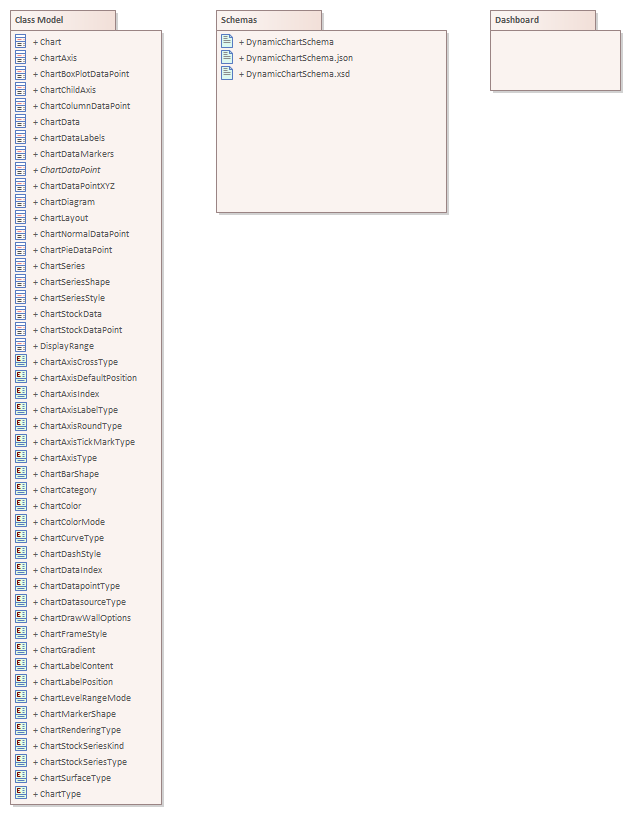 Class Model
+ Chart
+ ChartAxis
+ ChartBoxPlotDataPoint
+ ChartChildAxis
+ ChartColumnDataPoint
+ ChartData
+ ChartDataLabels
+ ChartDataMarkers
+ ChartDataPoint
+ ChartDataPointXYZ
+ ChartDiagram
+ ChartLayout
+ ChartNormalDataPoint
+ ChartPieDataPoint
+ ChartSeries
+ ChartSeriesShape
+ ChartSeriesStyle
+ ChartStockData
+ ChartStockDataPoint
+ DisplayRange
+ ChartAxisCrossType
+ ChartAxisDefaultPosition
+ ChartAxisIndex
+ ChartAxisLabelType
+ ChartAxisRoundType
+ ChartAxisTickMarkType
+ ChartAxisType
+ ChartBarShape
+ ChartCategory
+ ChartColor
+ ChartColorMode
+ ChartCurveType
+ ChartDashStyle
+ ChartDataIndex
+ ChartDatapointType
+ ChartDatasourceType
+ ChartDrawWallOptions
+ ChartFrameStyle
+ ChartGradient
+ ChartLabelContent
+ ChartLabelPosition
+ ChartLevelRangeMode
+ ChartMarkerShape
+ ChartRenderingType
+ ChartStockSeriesKind
+ ChartStockSeriesType
+ ChartSurfaceType
+ ChartType
Schemas
+ DynamicChartSchema
+ DynamicChartSchema.json
+ DynamicChartSchema.xsd
Dashboard